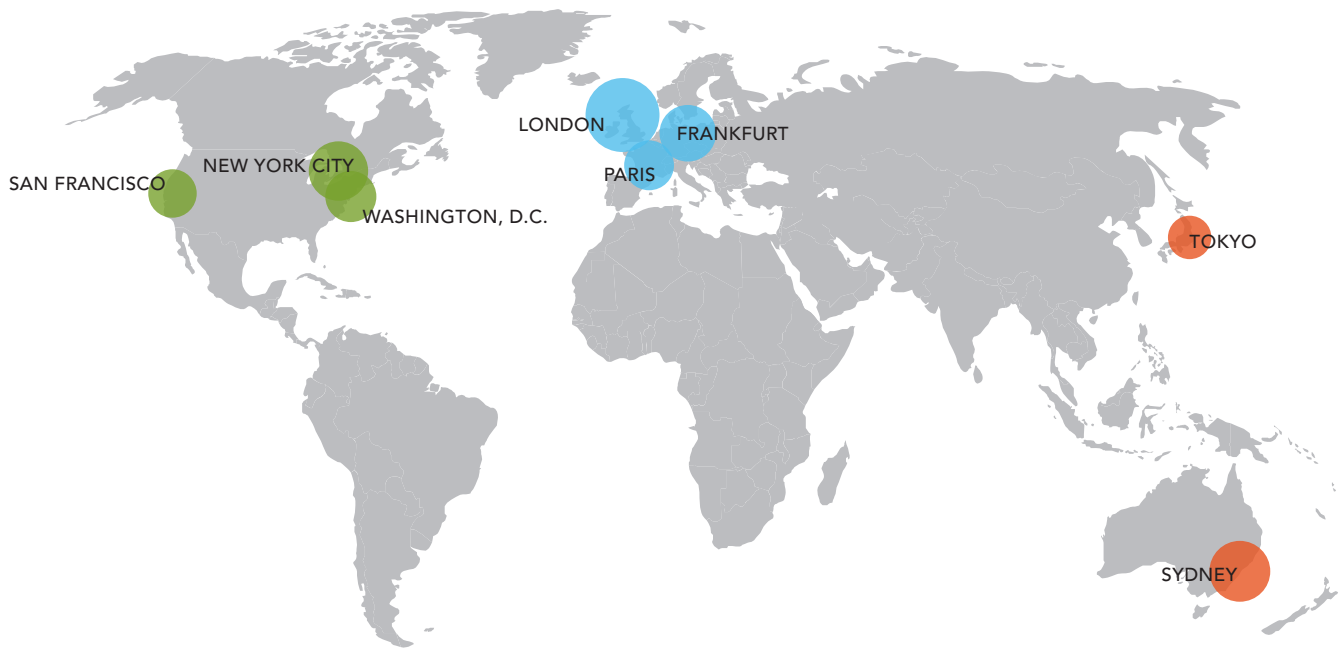 LONDON
FRANKFURT
NEW YORK CITY
PARIS
SAN FRANCISCO
WASHINGTON, D.C.
TOKYO
SYDNEY